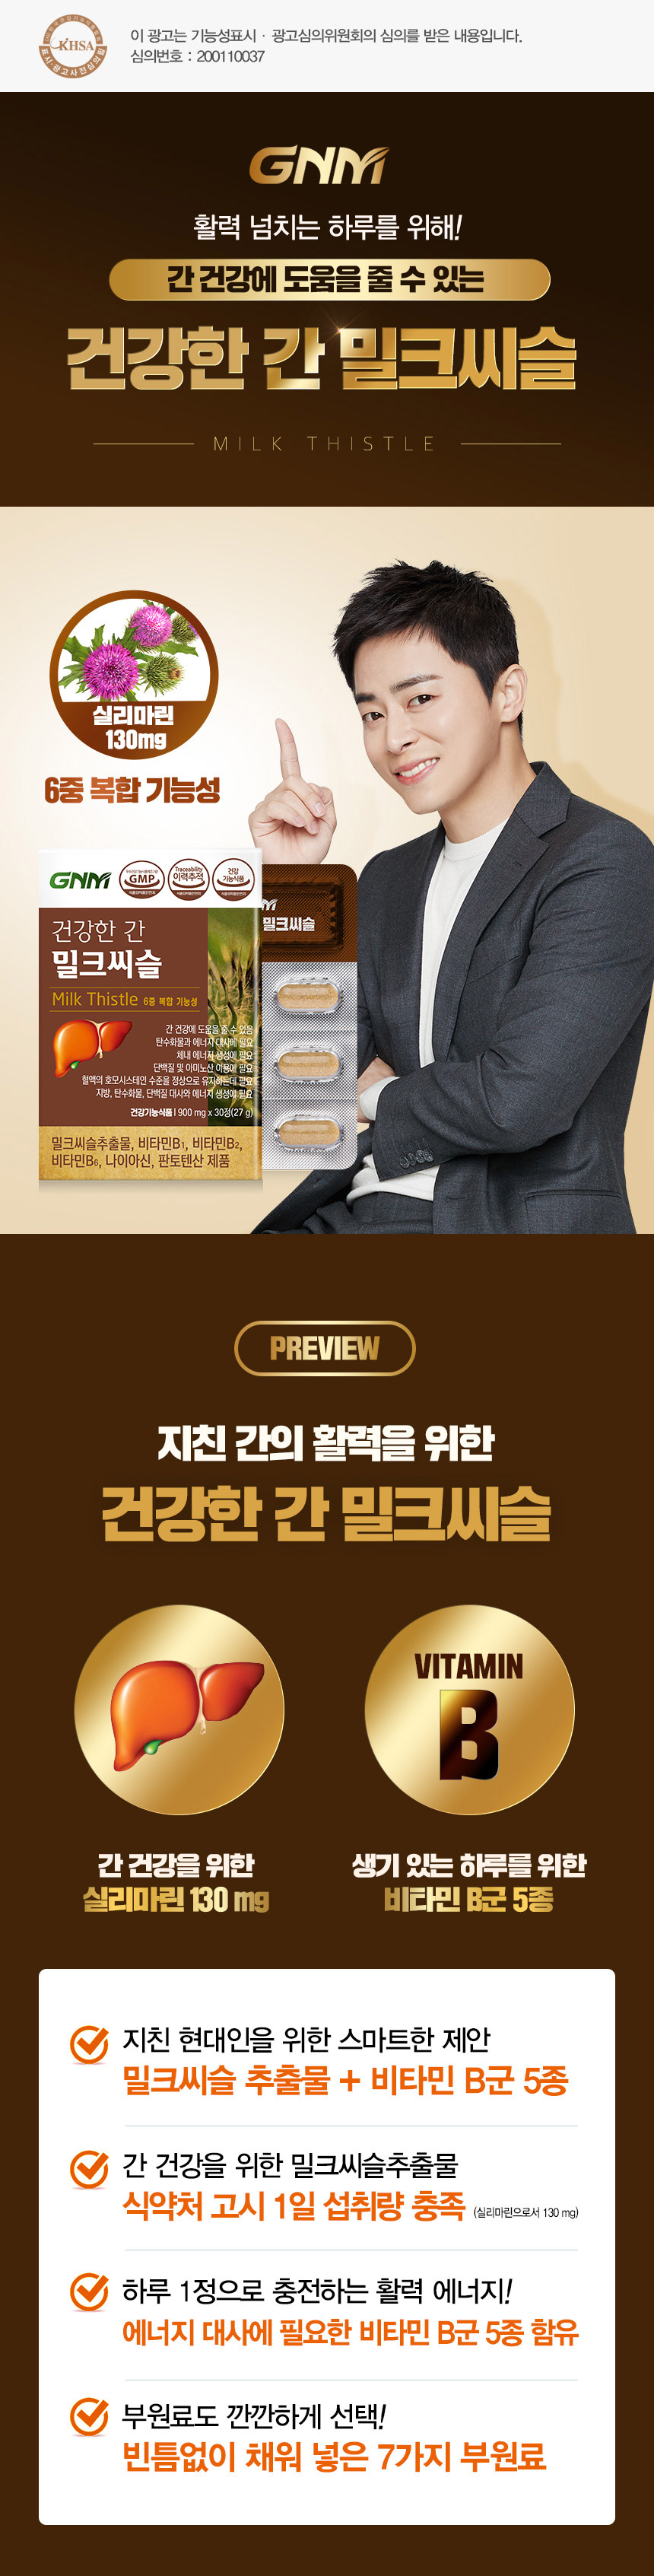 KHSA
표시·광고사전심의필
이 광고는 기능성표시 · 광고심의위원회의 심의를 받은 내용입니다.
심의번호 : 200110037
GNM
활력 넘치는 하루를 위해!
간 건강에 도움을 줄 수 있는
건강한 간 밀크씨슬
MILK THISTLE
실리마린
130mg
6중 복합 기능성
GNM
GMP
Traceability
이력추적
건강
기능식품
건강한 간
밀크씨슬
Milk Thistle 6중 복합 기능성
간 건강에 도움을 줄 수 있음
탄수화물과 에너지 대사에 필요
체내 에너지 생성에 필요
단백질 및 아미노산 이용에 필요
혈액의 호모시스테인 수준을 정상으로 유지하는데 필요
지방, 탄수화물, 단백질 대사와 에너지 생성에 필요
건강기능식품 | 900 mg x 30정(27 g)
밀크씨슬추출물, 비타민B1, 비타민B2,
비타민B6, 나이아신, 판토텐산 제품
밀크씨슬
PREVIEW
지친 간의 활력을 위한
건강한 간 밀크씨슬
VITAMIN
B
간 건강을 위한
실리마린 130 mg
생기 있는 하루를 위한
비타민 B군 5종
지친 현대인을 위한 스마트한 제안
밀크씨슬 추출물 + 비타민 B군 5종
간 건강을 위한 밀크씨슬추출물
식약처 고시 1일 섭취량 충족 (실리마린으로서 130 mg)
하루 1정으로 충전하는 활력 에너지!
에너지 대사에 필요한 비타민 B군 5종 함유
부원료도 깐깐하게 선택!
빈틈없이 채워 넣은 7가지 부원료